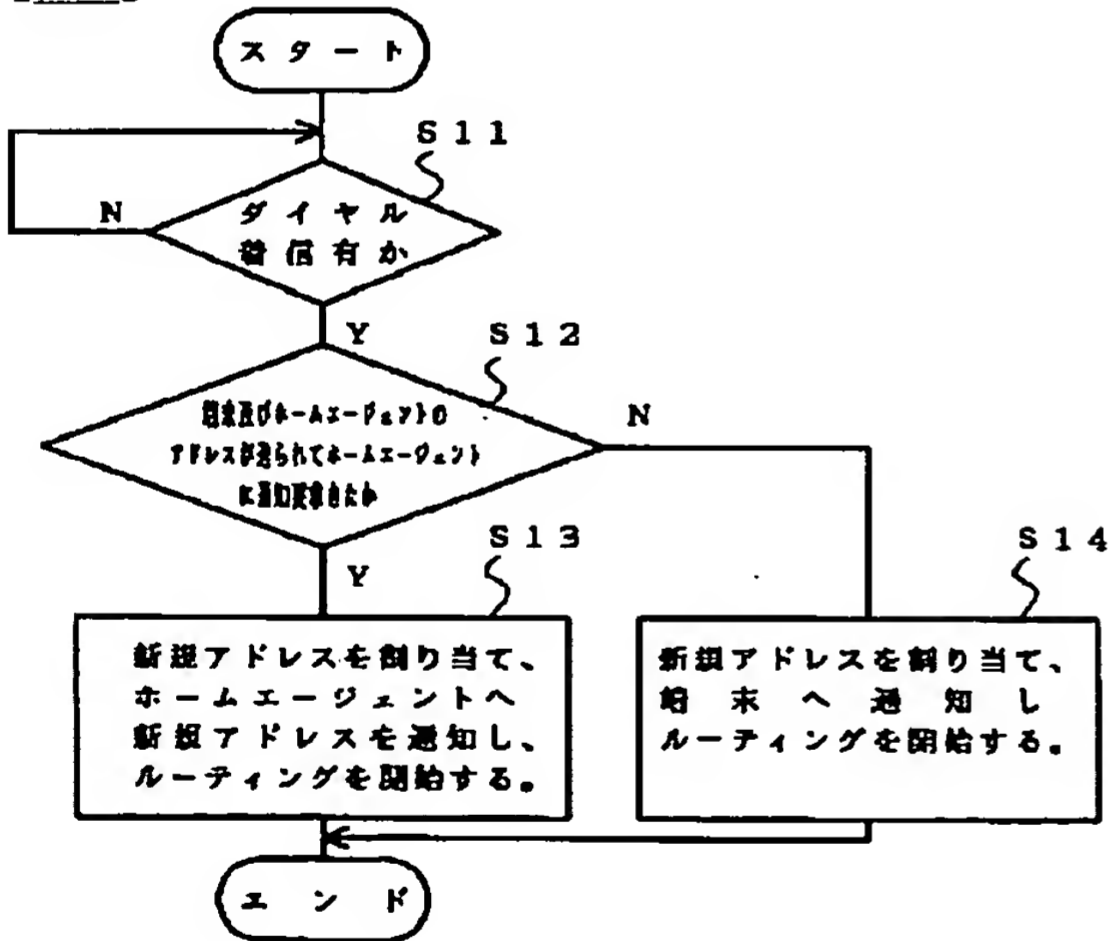 スタート
S11
N
ダイヤル
着信有か
Y
S12
N
端末及びホームエージェントの
アドレスが送られてホームエージェント
に通知要求きたか
Y
S13
S14
新規アドレスを割り当て、
ホームエージェントへ
新規アドレスを通知し、
ルーティングを開始する。
新規アドレスを割り当て、
端末へ通知し
ルーティングを開始する。
エンド